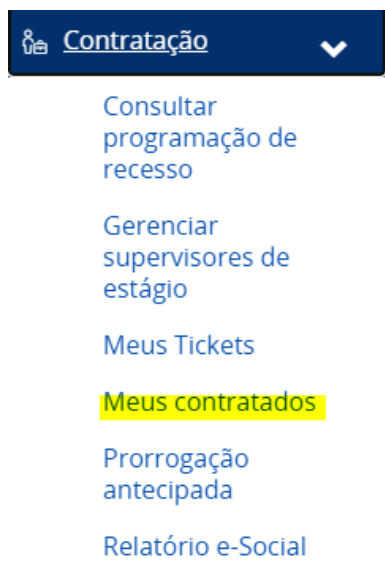 Contratação
Consultar
programação de
recesso
Gerenciar
supervisores de
estágio
Meus Tickets
Meus contratados
Prorrogação
antecipada
Relatório e-Social